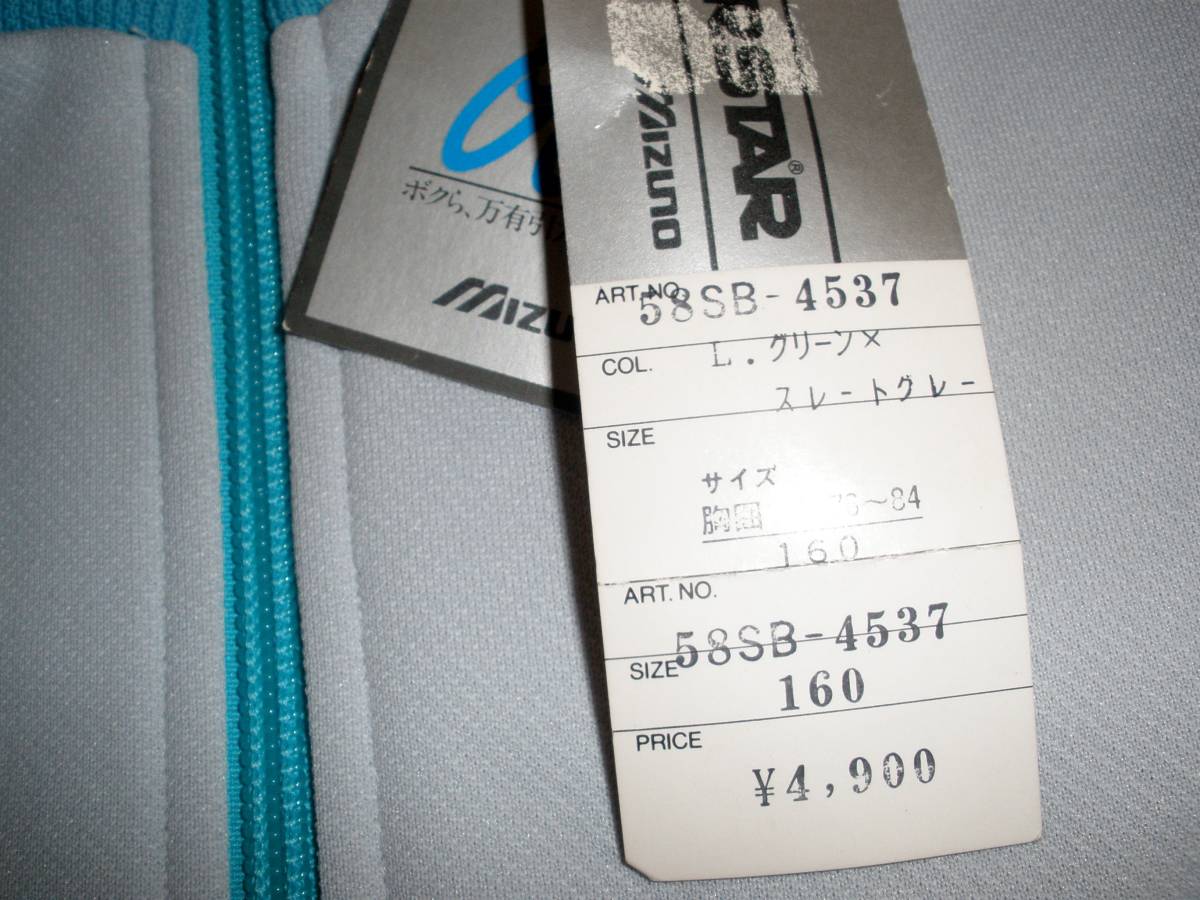 ボクら、万有引
MIZU
RSTAR®
MIZUNO
ART.NO. 58SB-4537
COL. L.グリーン×
スレートグレー
SIZE
サイズ
胸囲 76~84
160
ART. NO.
58SB-4537
SIZE 160
PRICE
¥4,900